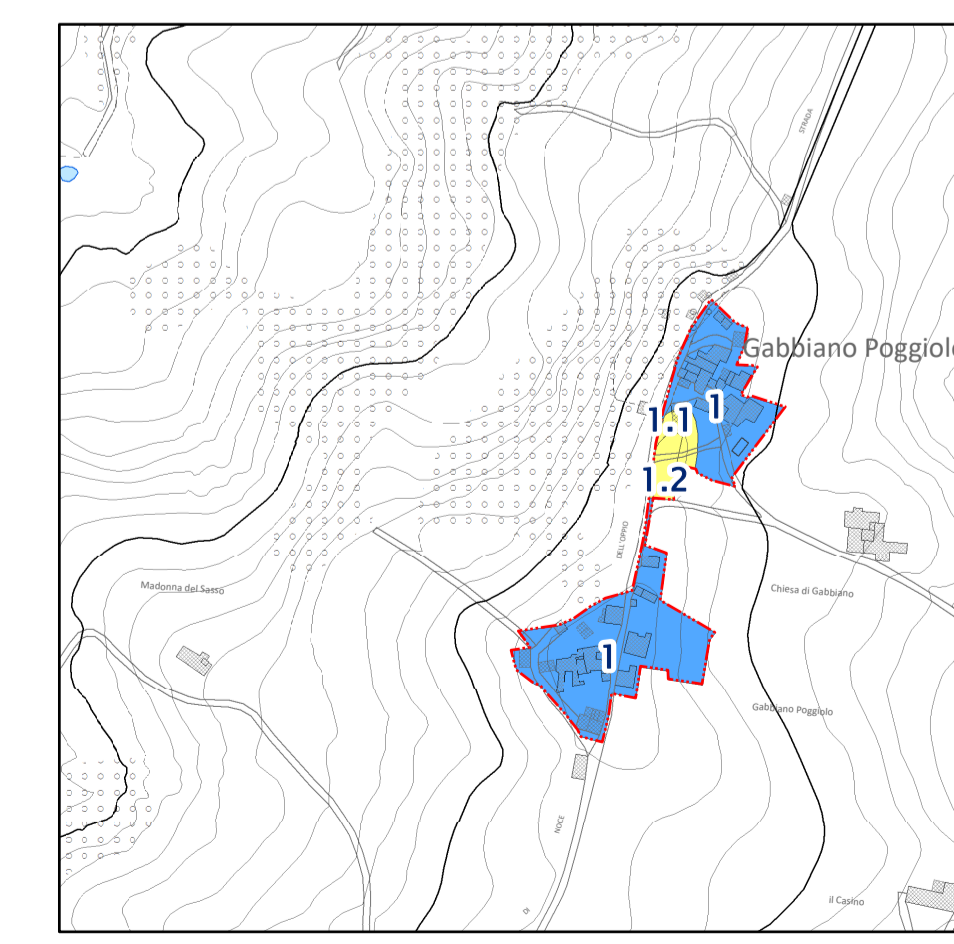 STRADA
Gabbiano Poggiolo
1
1.1
1.2
DELL'OPPIO
Madonna del Sasso
Chiesa di Gabbiano
1
Gabbiano Poggiolo
NOCE
il Casino
DI